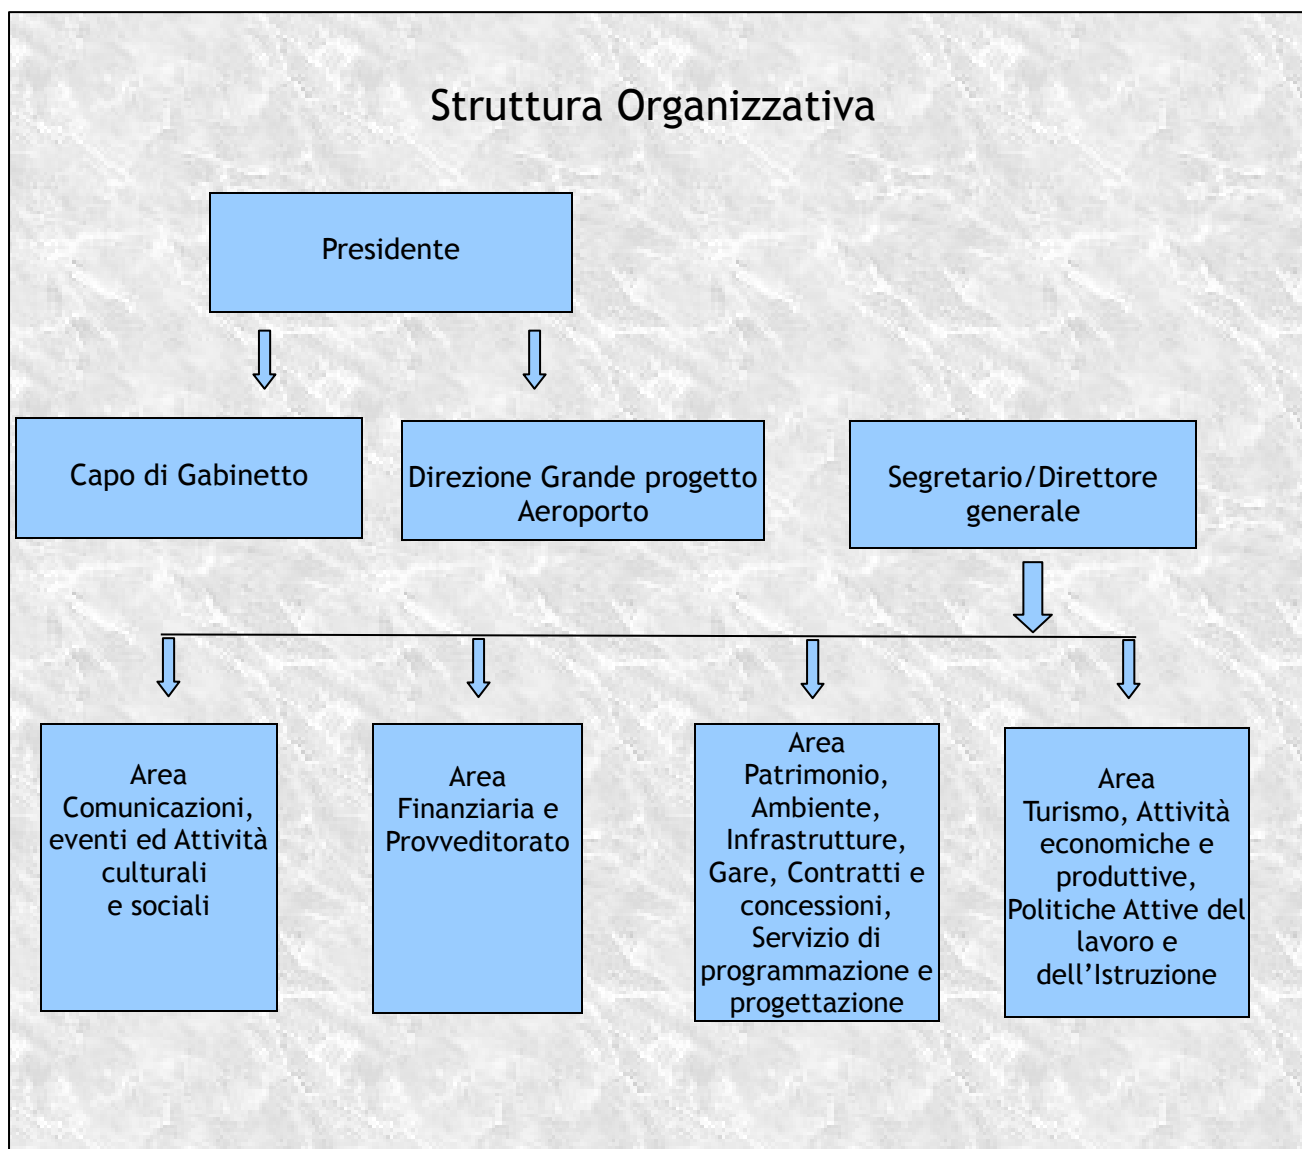 Struttura Organizzativa
Presidente
Capo di Gabinetto
Direzione Grande progetto
Aeroporto
Segretario/Direttore
generale
Area
Comunicazioni,
eventi ed Attività
culturali
e sociali
Area
Finanziaria e
Provveditorato
Area
Patrimonio,
Ambiente,
Infrastrutture,
Gare, Contratti e
concessioni,
Servizio di
programmazione e
progettazione
Area
Turismo, Attività
economiche e
produttive,
Politiche Attive del
lavoro e
dell’Istruzione